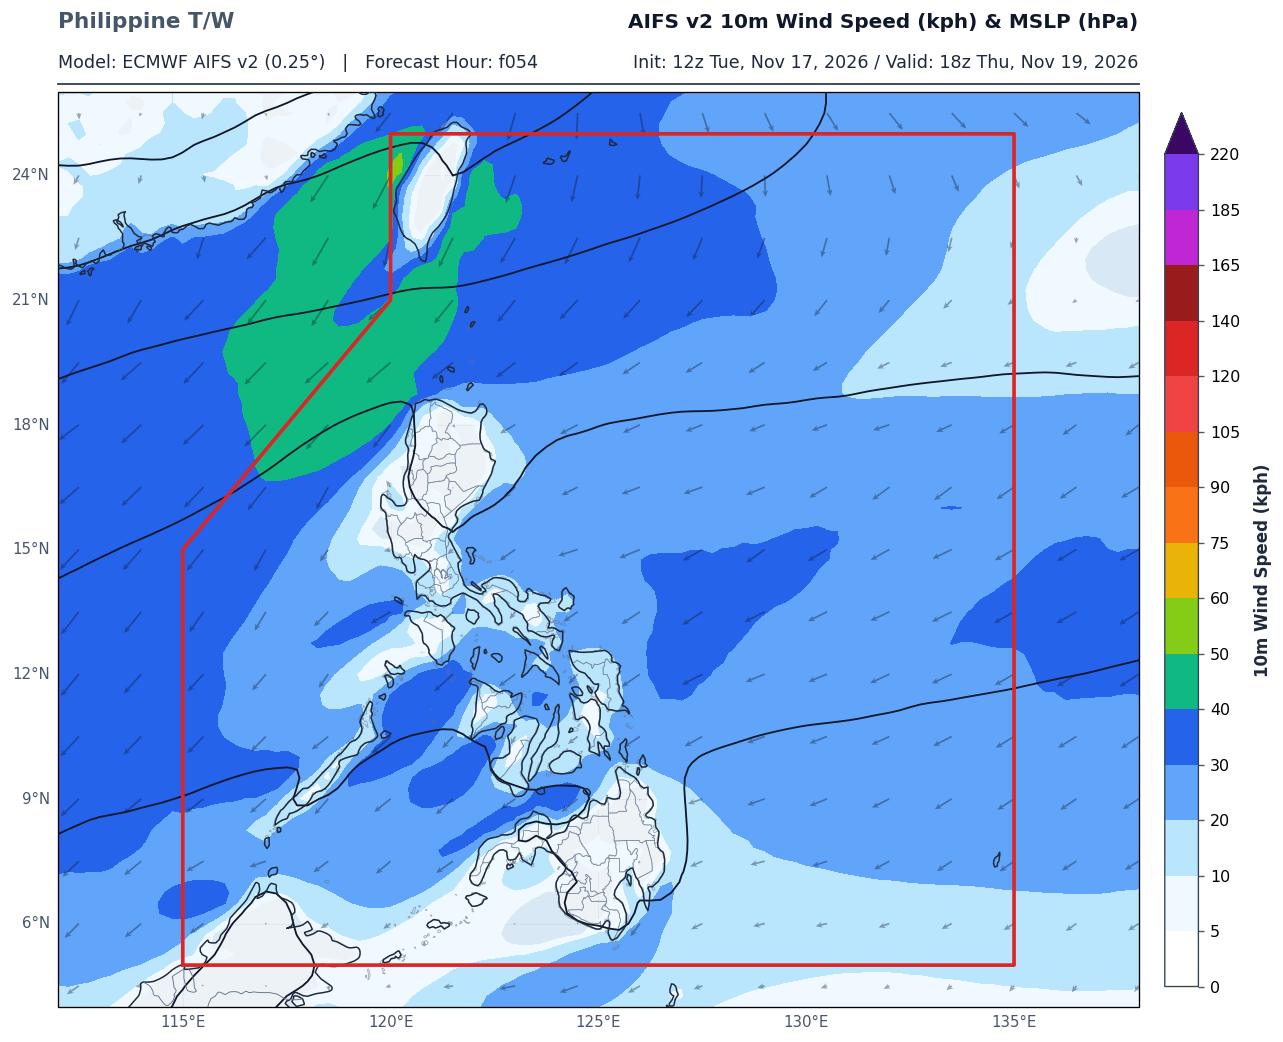 Philippine T/W
AIFS v2 10m Wind Speed (kph) & MSLP (hPa)
Model: ECMWF AIFS v2 (0.25°) | Forecast Hour: f054
Init: 12z Tue, Nov 17, 2026 / Valid: 18z Thu, Nov 19, 2026
24°N
21°N
18°N
15°N
12°N
9°N
6°N
115°E
120°E
125°E
130°E
135°E
220
185
165
140
120
105
90
75
60
50
40
30
20
10
5
0
10m Wind Speed (kph)